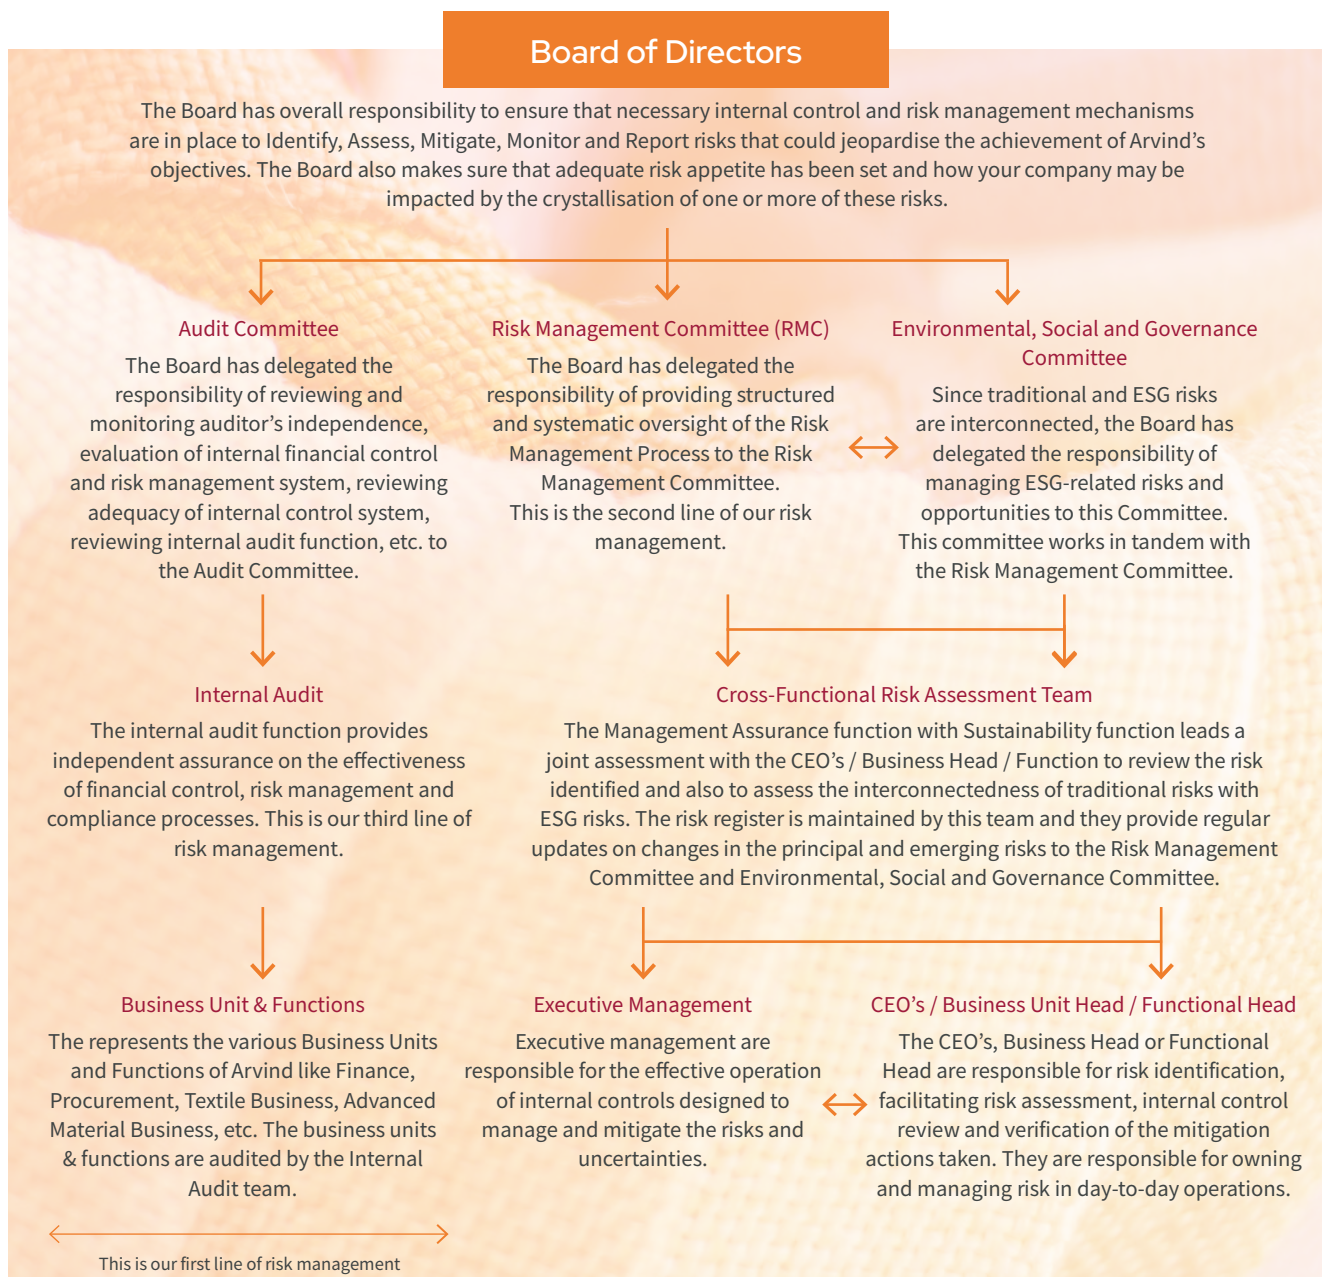 Board of Directors
The Board has overall responsibility to ensure that necessary internal control and risk management mechanisms
are in place to Identify, Assess, Mitigate, Monitor and Report risks that could jeopardise the achievement of Arvind's
objectives. The Board also makes sure that adequate risk appetite has been set and how your company may be
impacted by the crystallisation of one or more of these risks.
Audit Committee
The Board has delegated the
responsibility of reviewing and
monitoring auditor's independence,
evaluation of internal financial control
and risk management system, reviewing
adequacy of internal control system,
reviewing internal audit function, etc. to
the Audit Committee.
Risk Management Committee (RMC)
The Board has delegated the
responsibility of providing structured
and systematic oversight of the Risk
Management Process to the Risk
Management Committee.
This is the second line of our risk
management.
Environmental, Social and Governance
Committee
Since traditional and ESG risks
are interconnected, the Board has
delegated the responsibility of
managing ESG-related risks and
opportunities to this Committee.
This committee works in tandem with
the Risk Management Committee.
Internal Audit
The internal audit function provides
independent assurance on the effectiveness
of financial control, risk management and
compliance processes. This is our third line of
risk management.
Cross-Functional Risk Assessment Team
The Management Assurance function with Sustainability function leads a
joint assessment with the CEO's / Business Head / Function to review the risk
identified and also to assess the interconnectedness of traditional risks with
ESG risks. The risk register is maintained by this team and they provide regular
updates on changes in the principal and emerging risks to the Risk Management
Committee and Environmental, Social and Governance Committee.
Business Unit & Functions
The represents the various Business Units
and Functions of Arvind like Finance,
Procurement, Textile Business, Advanced
Material Business, etc. The business units
& functions are audited by the Internal
Audit team.
Executive Management
Executive management are
responsible for the effective operation
of internal controls designed to
manage and mitigate the risks and
uncertainties.
CEO's / Business Unit Head / Functional Head
The CEO's, Business Head or Functional
Head are responsible for risk identification,
facilitating risk assessment, internal control
review and verification of the mitigation
actions taken. They are responsible for owning
and managing risk in day-to-day operations.
This is our first line of risk management